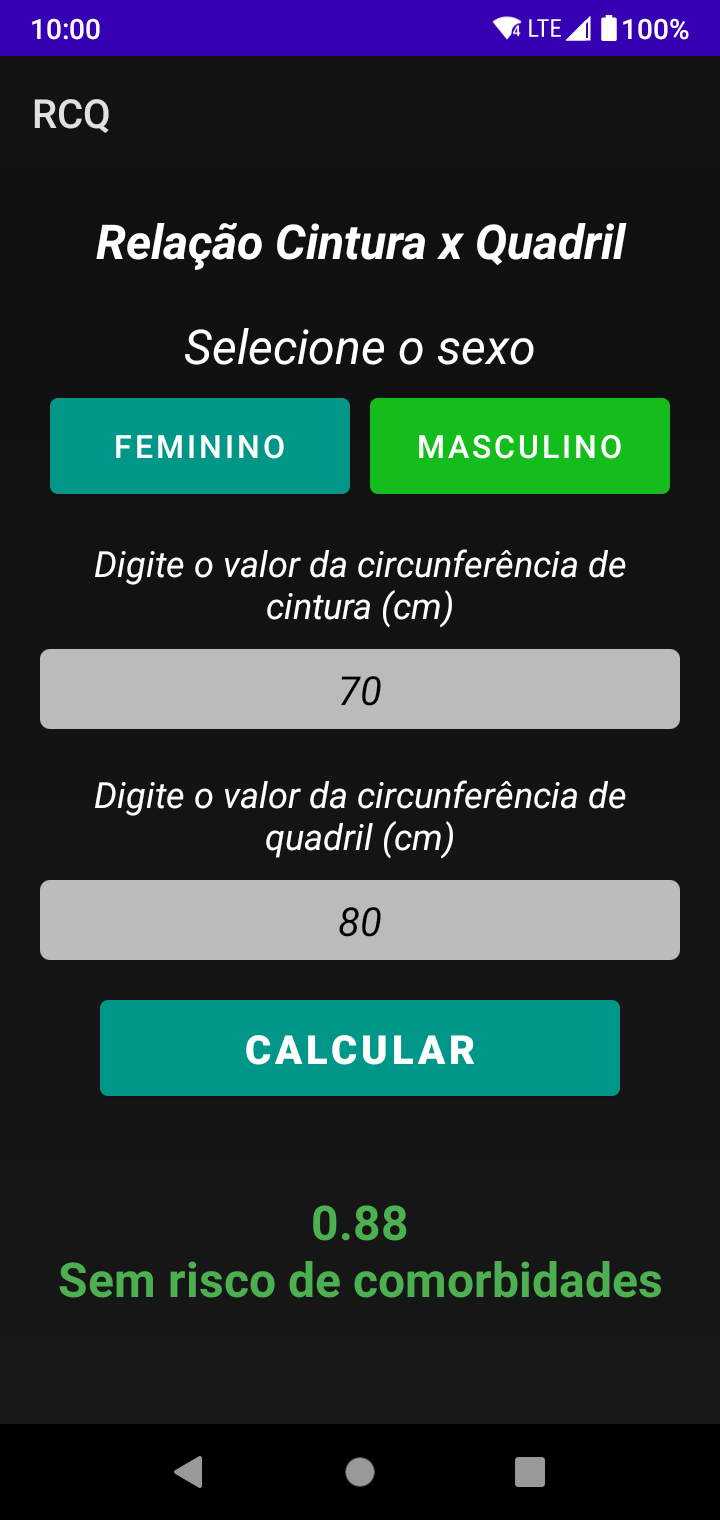 10:00 4 LTE 100%
RCQ
Relação Cintura x Quadril
Selecione o sexo
FEMININO MASCULINO
Digite o valor da circunferência de
cintura (cm)
70
Digite o valor da circunferência de
quadril (cm)
80
CALCULAR
0.88
Sem risco de comorbidades